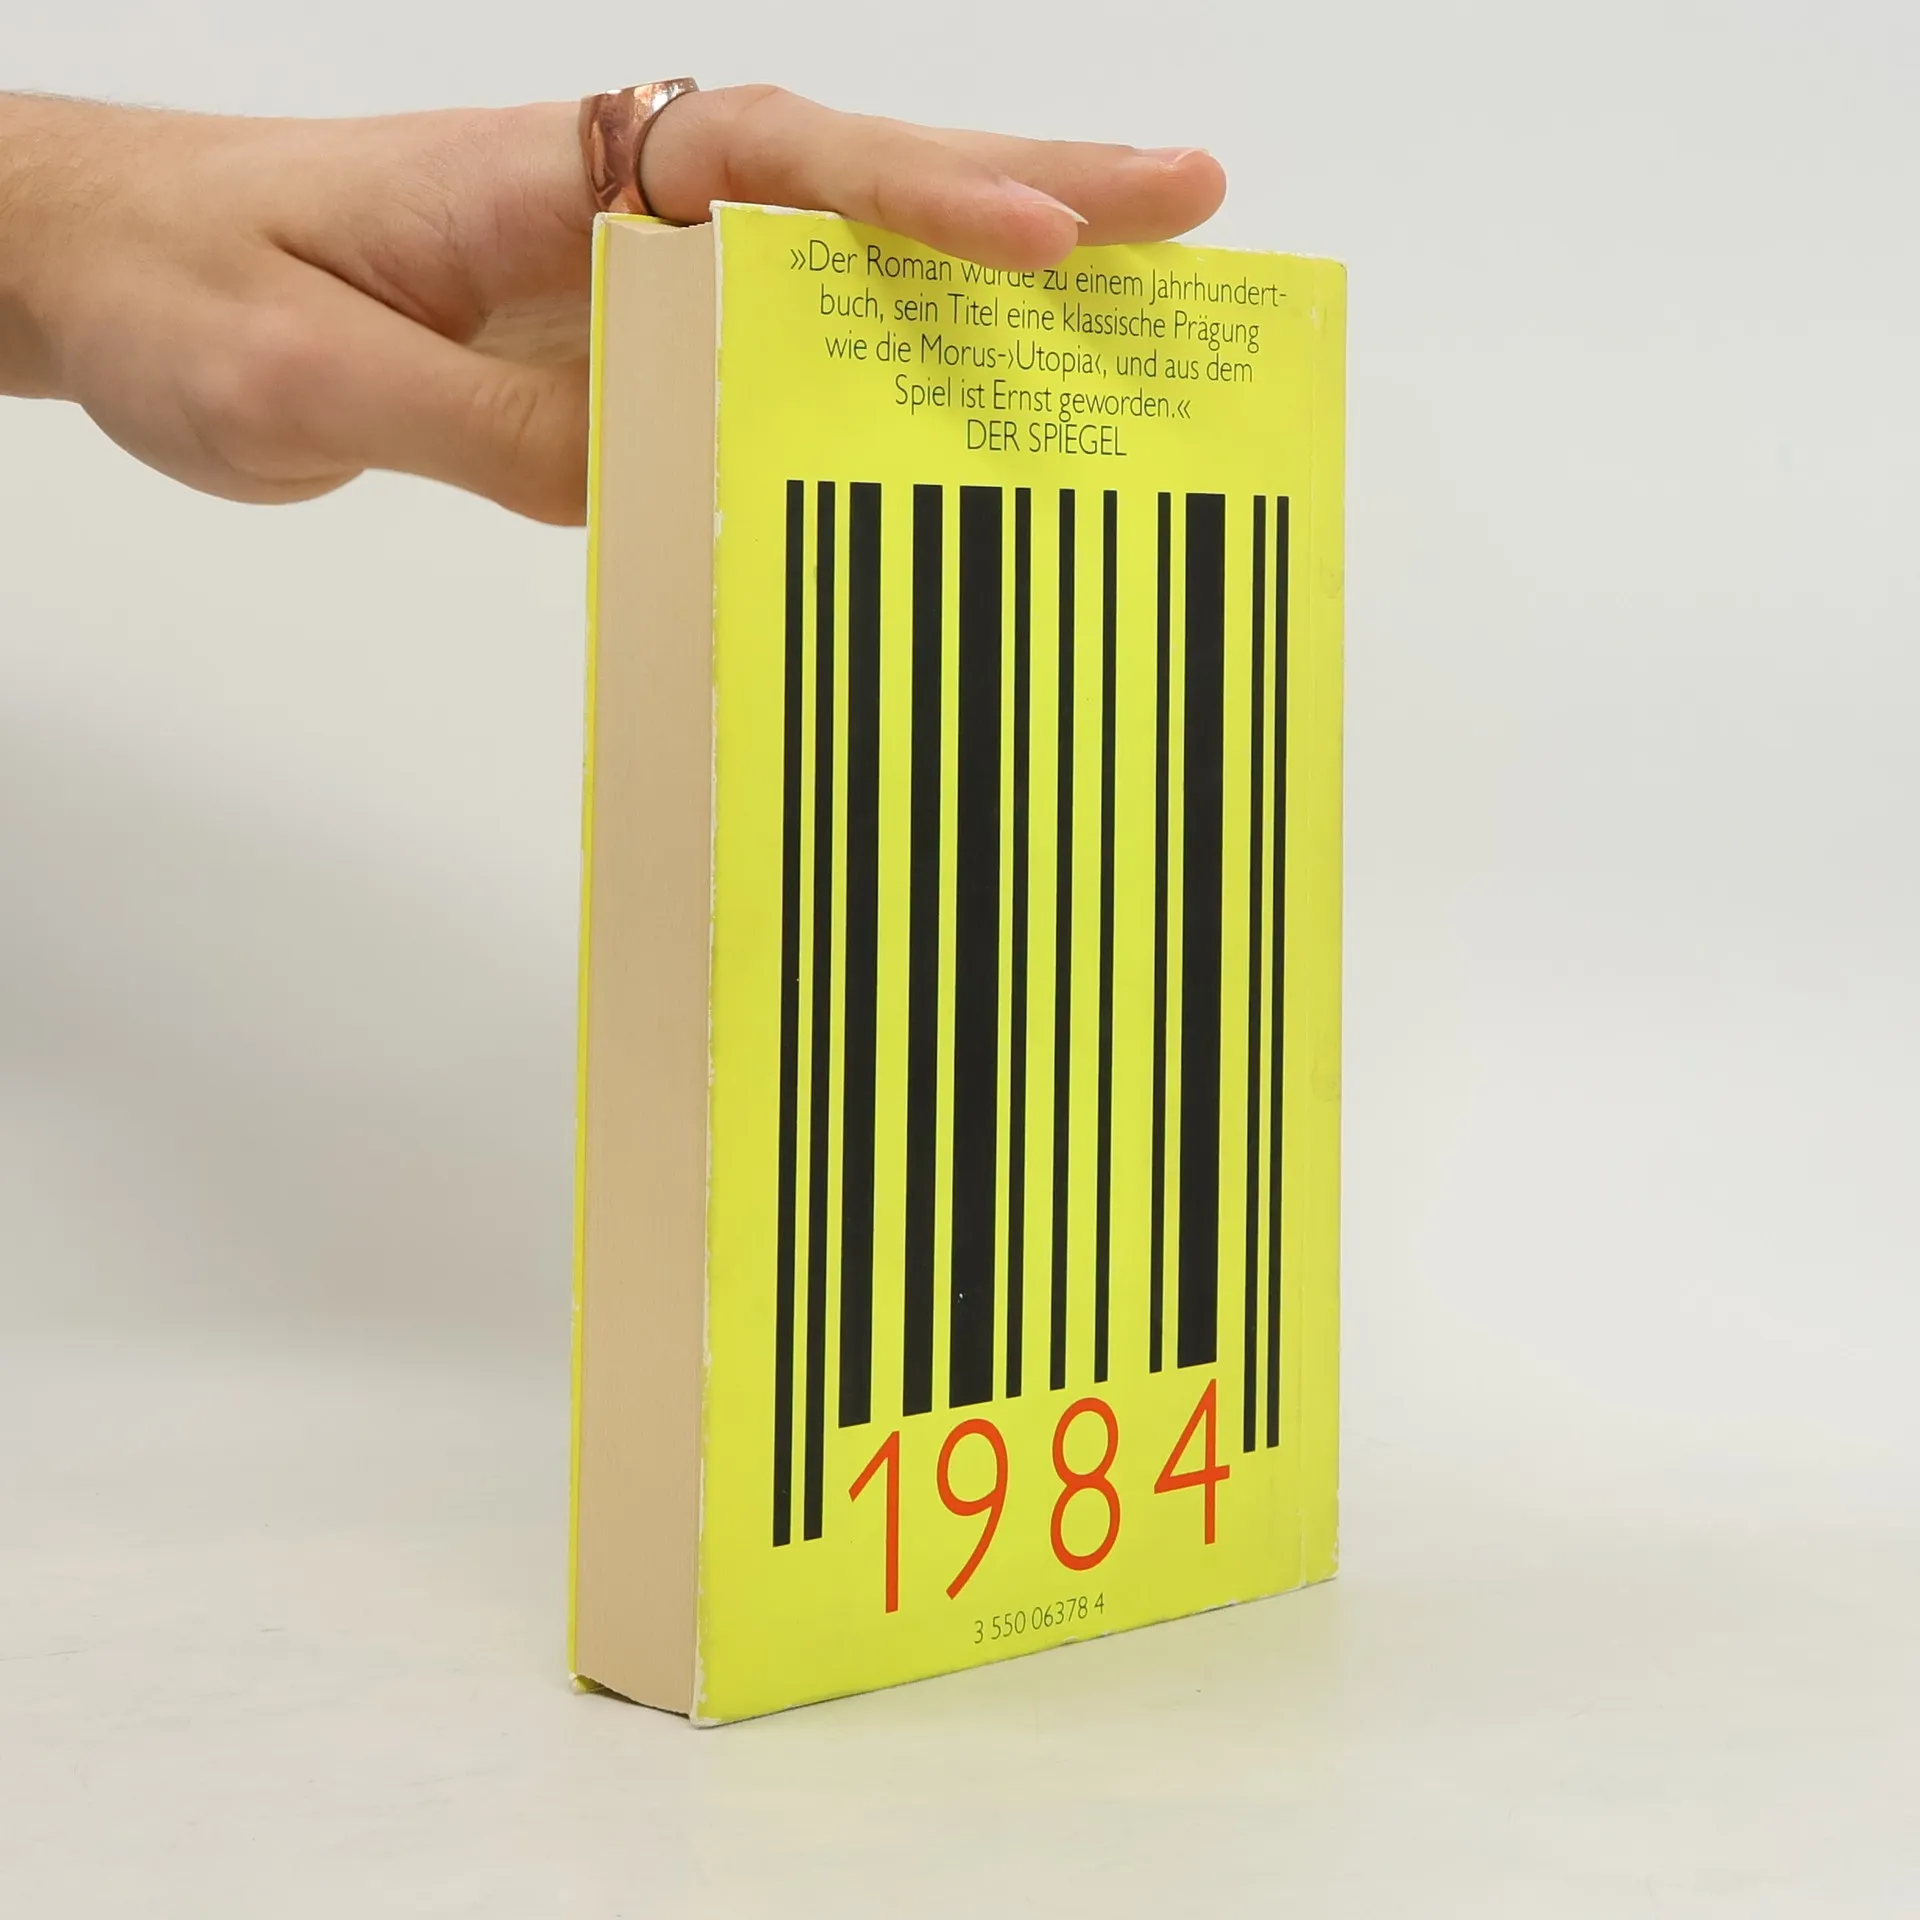 »Der Roman wurde zu einem Jahrhundert-
buch, sein Titel eine klassische Prägung
wie die Morus-›Utopia‹, und aus dem
Spiel ist Ernst geworden.«
DER SPIEGEL
1984
3 550 06378 4